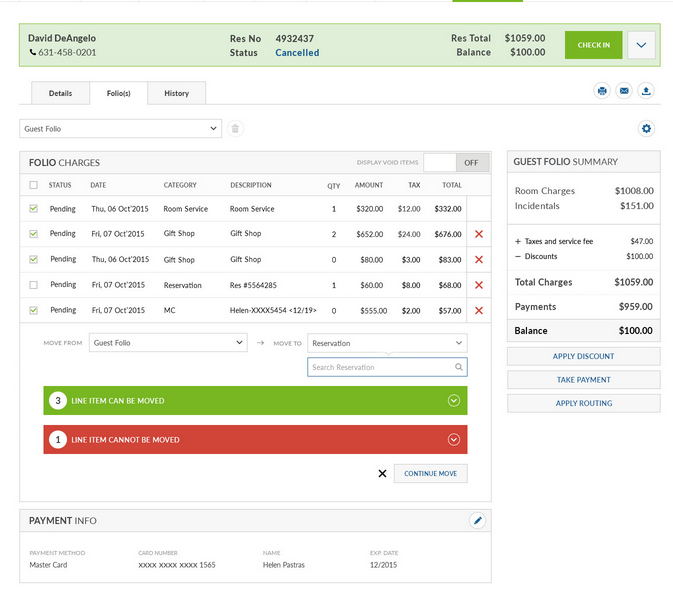 David DeAngelo
631-458-0201
Res No 4932437
Status Cancelled
Res Total $1059.00
Balance $100.00
CHECK IN
Details Folio(s) History
Guest Folio
FOLIO CHARGES
DISPLAY VOID ITEMS OFF
STATUS DATE CATEGORY DESCRIPTION QTY AMOUNT TAX TOTAL
Pending Thu, 06 Oct'2015 Room Service Room Service 1 $320.00 $12.00 $332.00
Pending Fri, 07 Oct'2015 Gift Shop Gift Shop 2 $652.00 $24.00 $676.00
Pending Thu, 06 Oct'2015 Gift Shop Gift Shop 0 $80.00 $3.00 $83.00
Pending Fri, 07 Oct'2015 Reservation Res #5564285 1 $60.00 $8.00 $68.00
Pending Fri, 07 Oct'2015 MC Helen-XXXX5454 <12/19> 0 $555.00 $2.00 $57.00
MOVE FROM Guest Folio → MOVE TO Reservation
Search Reservation
3 LINE ITEM CAN BE MOVED
1 LINE ITEM CANNOT BE MOVED
CONTINUE MOVE
GUEST FOLIO SUMMARY
Room Charges $1008.00
Incidentals $151.00
+ Taxes and service fee $47.00
− Discounts $100.00
Total Charges $1059.00
Payments $959.00
Balance $100.00
APPLY DISCOUNT
TAKE PAYMENT
APPLY ROUTING
PAYMENT INFO
PAYMENT METHOD CARD NUMBER NAME EXP. DATE
Master Card XXXX XXXX XXXX 1565 Helen Pastras 12/2015